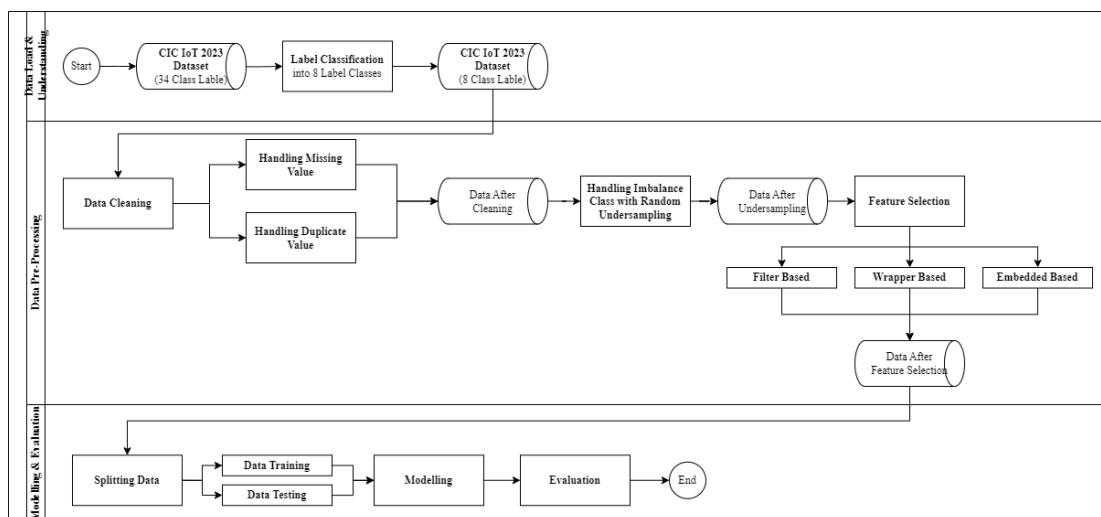 Data Load &
Understanding
Start
CIC IoT 2023
Dataset
(34 Class Lable)
Label Classification
into 8 Label Classes
CIC IoT 2023
Dataset
(8 Class Lable)
Data Pre-Processing
Data Cleaning
Handling Missing
Value
Handling Duplicate
Value
Data After
Cleaning
Handling Imbalance
Class with Random
Undersampling
Data After
Undersampling
Feature Selection
Filter Based
Wrapper Based
Embedded Based
Data After
Feature Selection
Modelling & Evaluation
Splitting Data
Data Training
Data Testing
Modelling
Evaluation
End